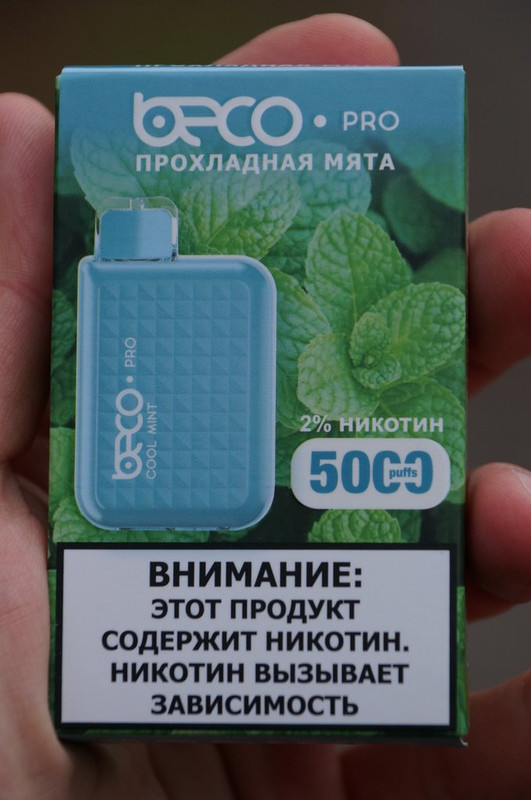 beco • PRO
ПРОХЛАДНАЯ МЯТА
beco • PRO
COOL MINT
2% НИКОТИН
5000
puffs
ВНИМАНИЕ:
ЭТОТ ПРОДУКТ
СОДЕРЖИТ НИКОТИН.
НИКОТИН ВЫЗЫВАЕТ
ЗАВИСИМОСТЬ